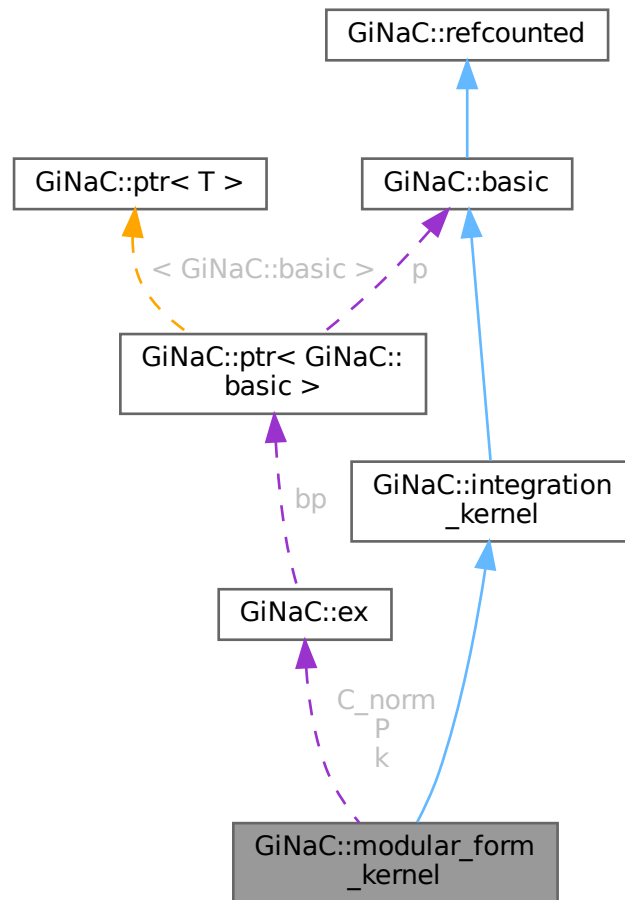 GiNaC::refcounted
GiNaC::ptr< T >
GiNaC::basic
< GiNaC::basic >
p
GiNaC::ptr< GiNaC::
basic >
bp
GiNaC::integration
_kernel
GiNaC::ex
C_norm
P
k
GiNaC::modular_form
_kernel